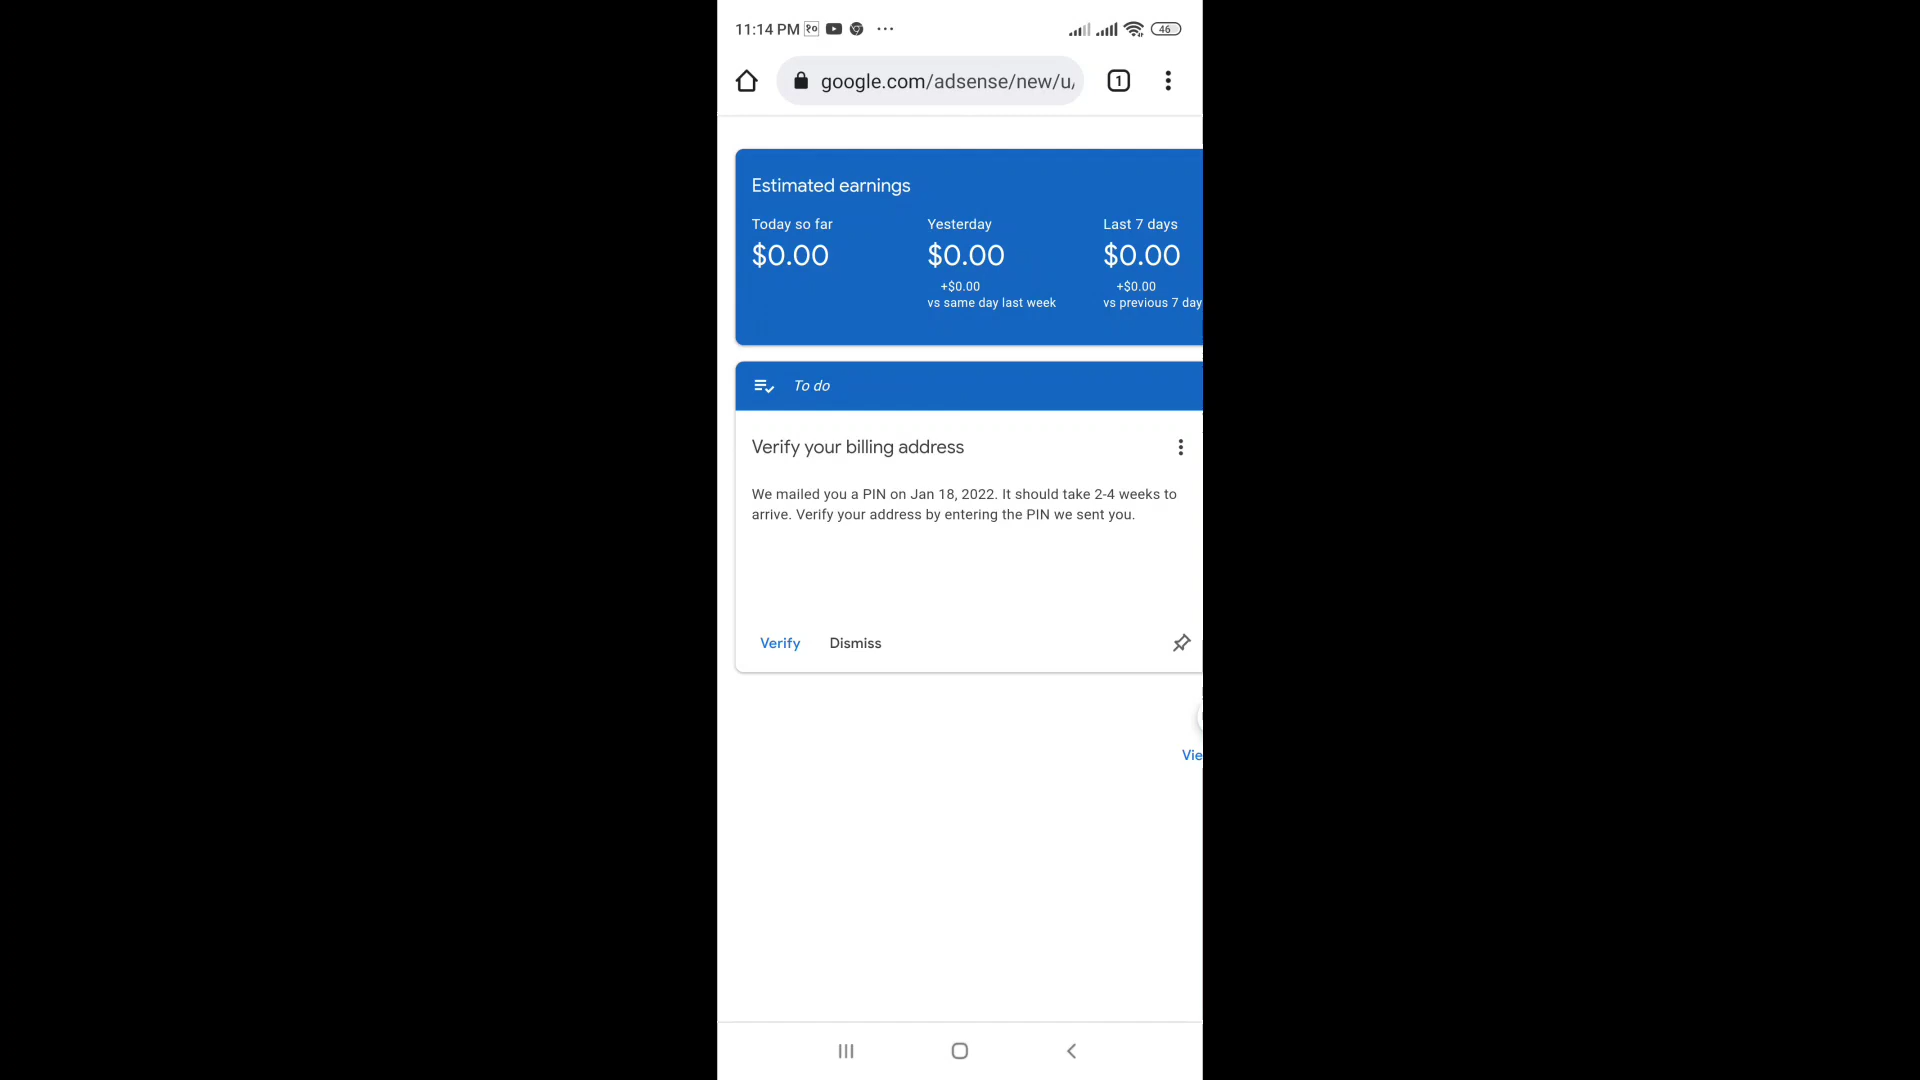 11:14 PM २० ...
46
google.com/adsense/new/u/
1
Estimated earnings
Today so far Yesterday Last 7 days
$0.00 $0.00 $0.00
+$0.00 +$0.00
vs same day last week vs previous 7 day
To do
Verify your billing address
We mailed you a PIN on Jan 18, 2022. It should take 2-4 weeks to
arrive. Verify your address by entering the PIN we sent you.
Verify Dismiss
Vie